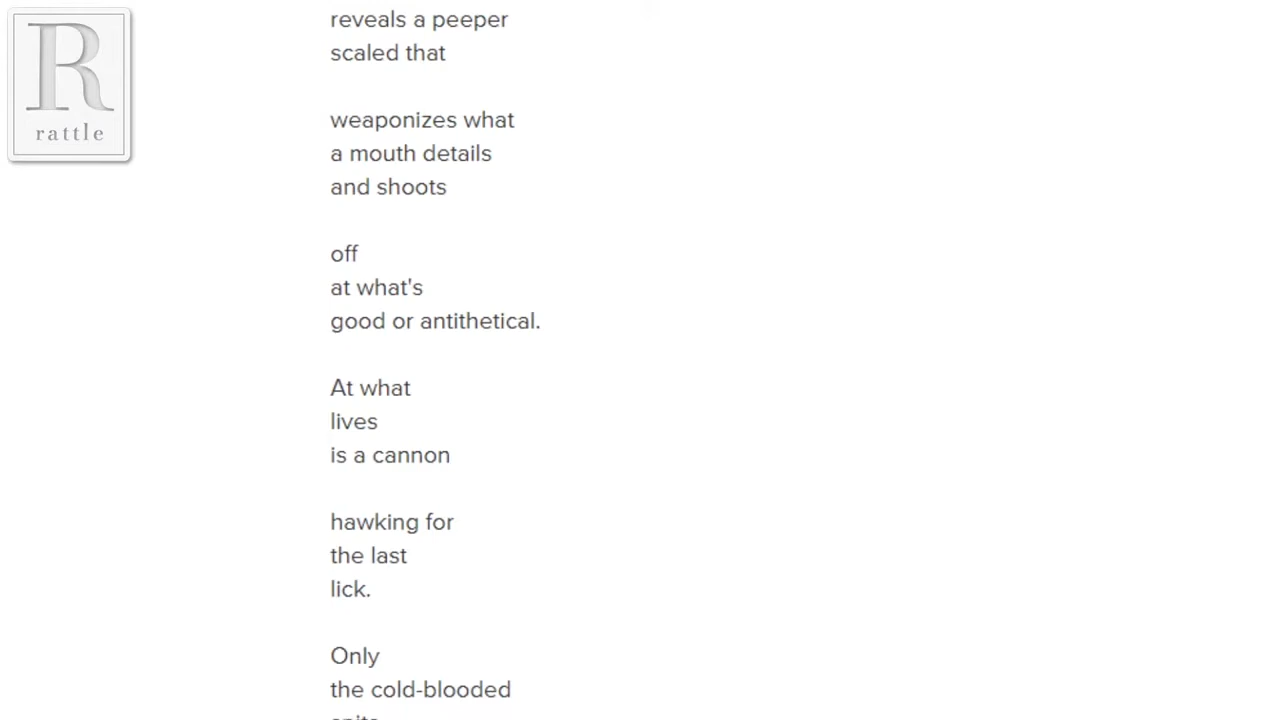 R
rattle
reveals a peeper
scaled that
weaponizes what
a mouth details
and shoots
off
at what's
good or antithetical.
At what
lives
is a cannon
hawking for
the last
lick.
Only
the cold-blooded